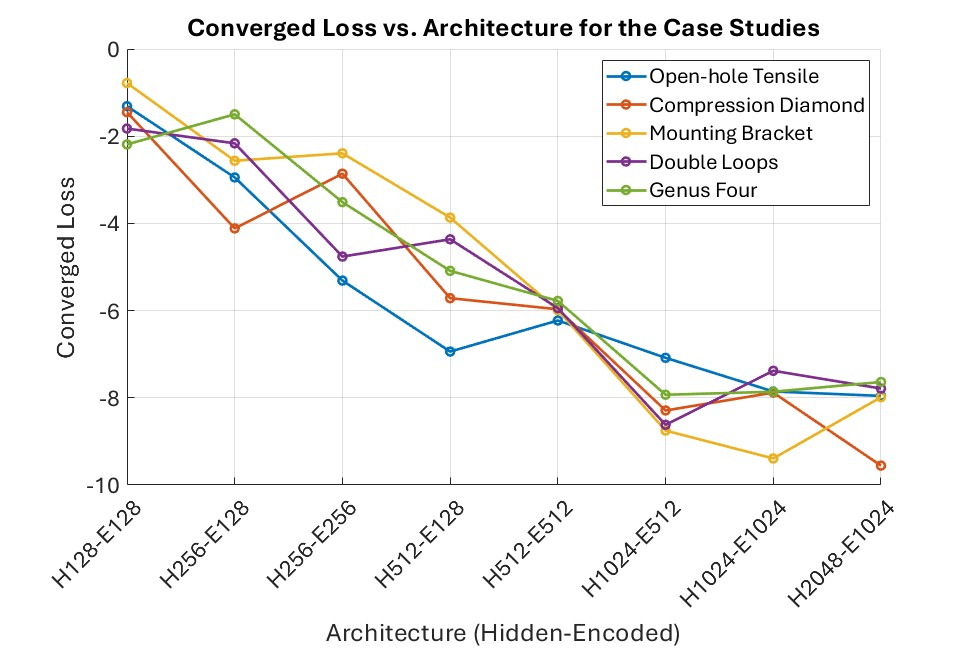 Converged Loss vs. Architecture for the Case Studies
0
-2
-4
-6
-8
-10
Converged Loss
Open-hole Tensile
Compression Diamond
Mounting Bracket
Double Loops
Genus Four
H128-E128
H256-E128
H256-E256
H512-E128
H512-E512
H1024-E512
H1024-E1024
H2048-E1024
Architecture (Hidden-Encoded)